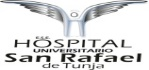 E.S.E.
HOSPITAL
UNIVERSITARIO
San Rafael
de Tunja